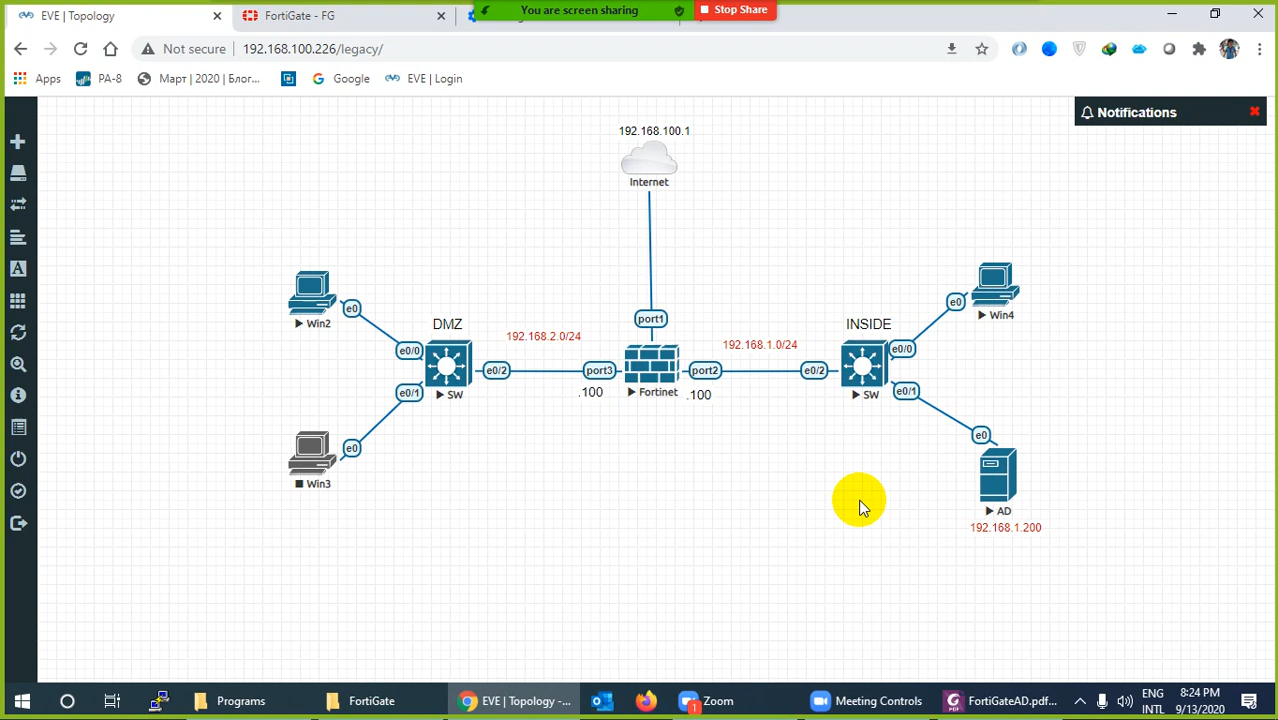 You are screen sharing
Stop Share
EVE | Topology
FortiGate - FG
Not secure
192.168.100.226/legacy/
Apps
PA-8
Март | 2020 | Блог...
Google
EVE | Login
Notifications
192.168.100.1
Internet
port1
Win2
e0
e0/0
DMZ
192.168.2.0/24
e0/2
port3
.100
SW
e0/1
Fortinet
port2
.100
192.168.1.0/24
e0/2
INSIDE
e0/0
SW
e0/1
e0
Win4
e0
Win3
e0
AD
192.168.1.200
Programs
FortiGate
EVE | Topology -...
1
Zoom
Meeting Controls
FortiGateAD.pdf...
ENG
INTL
8:24 PM
9/13/2020